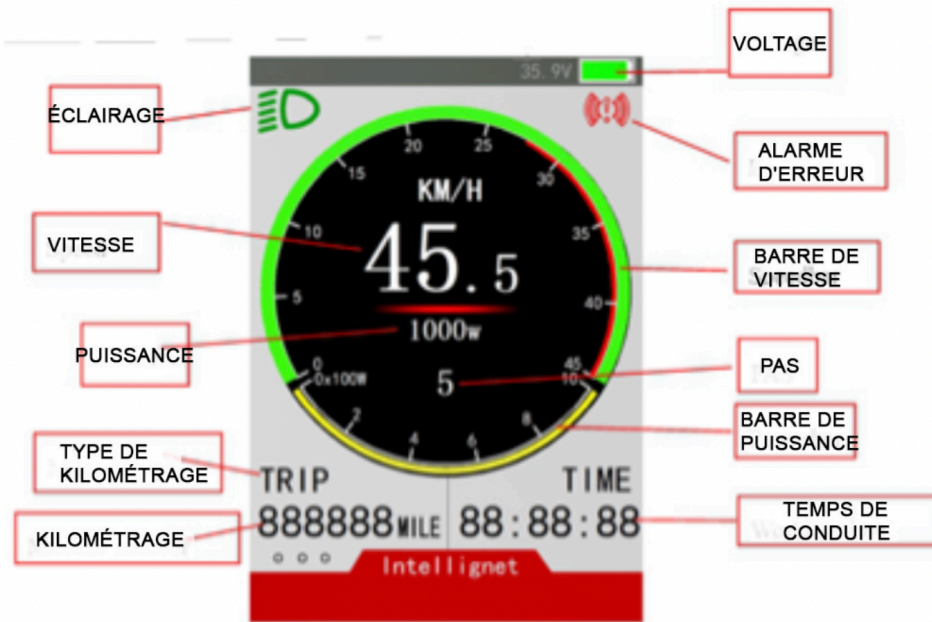 VOLTAGE
35.9V
ÉCLAIRAGE
ALARME
D'ERREUR
20
25
15
30
KM/H
10
35
VITESSE
45.5
BARRE DE
VITESSE
5
40
1000w
PUISSANCE
PAS
0
45
0x100W
5
10
2
8
4
6
BARRE DE
PUISSANCE
TYPE DE
KILOMÉTRAGE
TRIP
TIME
KILOMÉTRAGE
888888MILE
88:88:88
TEMPS DE
CONDUITE
Intellignet